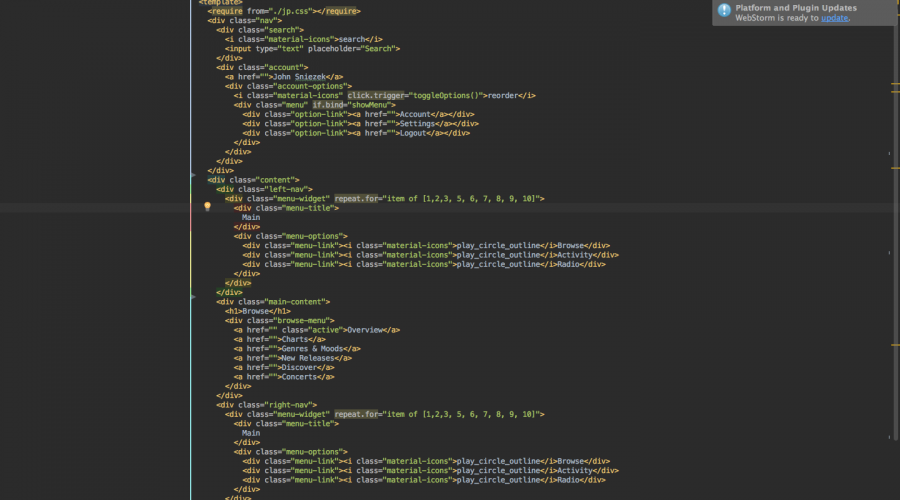 <template>
<require from="./jp.css"></require>
<div class="nav">
<div class="search">
<i class="material-icons">search</i>
<input type="text" placeholder="Search">
</div>
<div class="account">
<a href="">John Sniezek</a>
<div class="account-options">
<i class="material-icons" click.trigger="toggleOptions()">reorder</i>
<div class="menu" if.bind="showMenu">
<div class="option-link"><a href="">Account</a></div>
<div class="option-link"><a href="">Settings</a></div>
<div class="option-link"><a href="">Logout</a></div>
</div>
</div>
</div>
</div>
<div class="content">
<div class="left-nav">
<div class="menu-widget" repeat.for="item of [1,2,3, 5, 6, 7, 8, 9, 10]">
<div class="menu-title">
Main
</div>
<div class="menu-options">
<div class="menu-link"><i class="material-icons">play_circle_outline</i>Browse</div>
<div class="menu-link"><i class="material-icons">play_circle_outline</i>Activity</div>
<div class="menu-link"><i class="material-icons">play_circle_outline</i>Radio</div>
</div>
</div>
</div>
<div class="main-content">
<h1>Browse</h1>
<div class="browse-menu">
<a href="" class="active">Overview</a>
<a href="">Charts</a>
<a href="">Genres & Moods</a>
<a href="">New Releases</a>
<a href="">Discover</a>
<a href="">Concerts</a>
</div>
</div>
<div class="right-nav">
<div class="menu-widget" repeat.for="item of [1,2,3, 5, 6, 7, 8, 9, 10]">
<div class="menu-title">
Main
</div>
<div class="menu-options">
<div class="menu-link"><i class="material-icons">play_circle_outline</i>Browse</div>
<div class="menu-link"><i class="material-icons">play_circle_outline</i>Activity</div>
<div class="menu-link"><i class="material-icons">play_circle_outline</i>Radio</div>
</div>
</div>
Platform and Plugin Updates
WebStorm is ready to update.